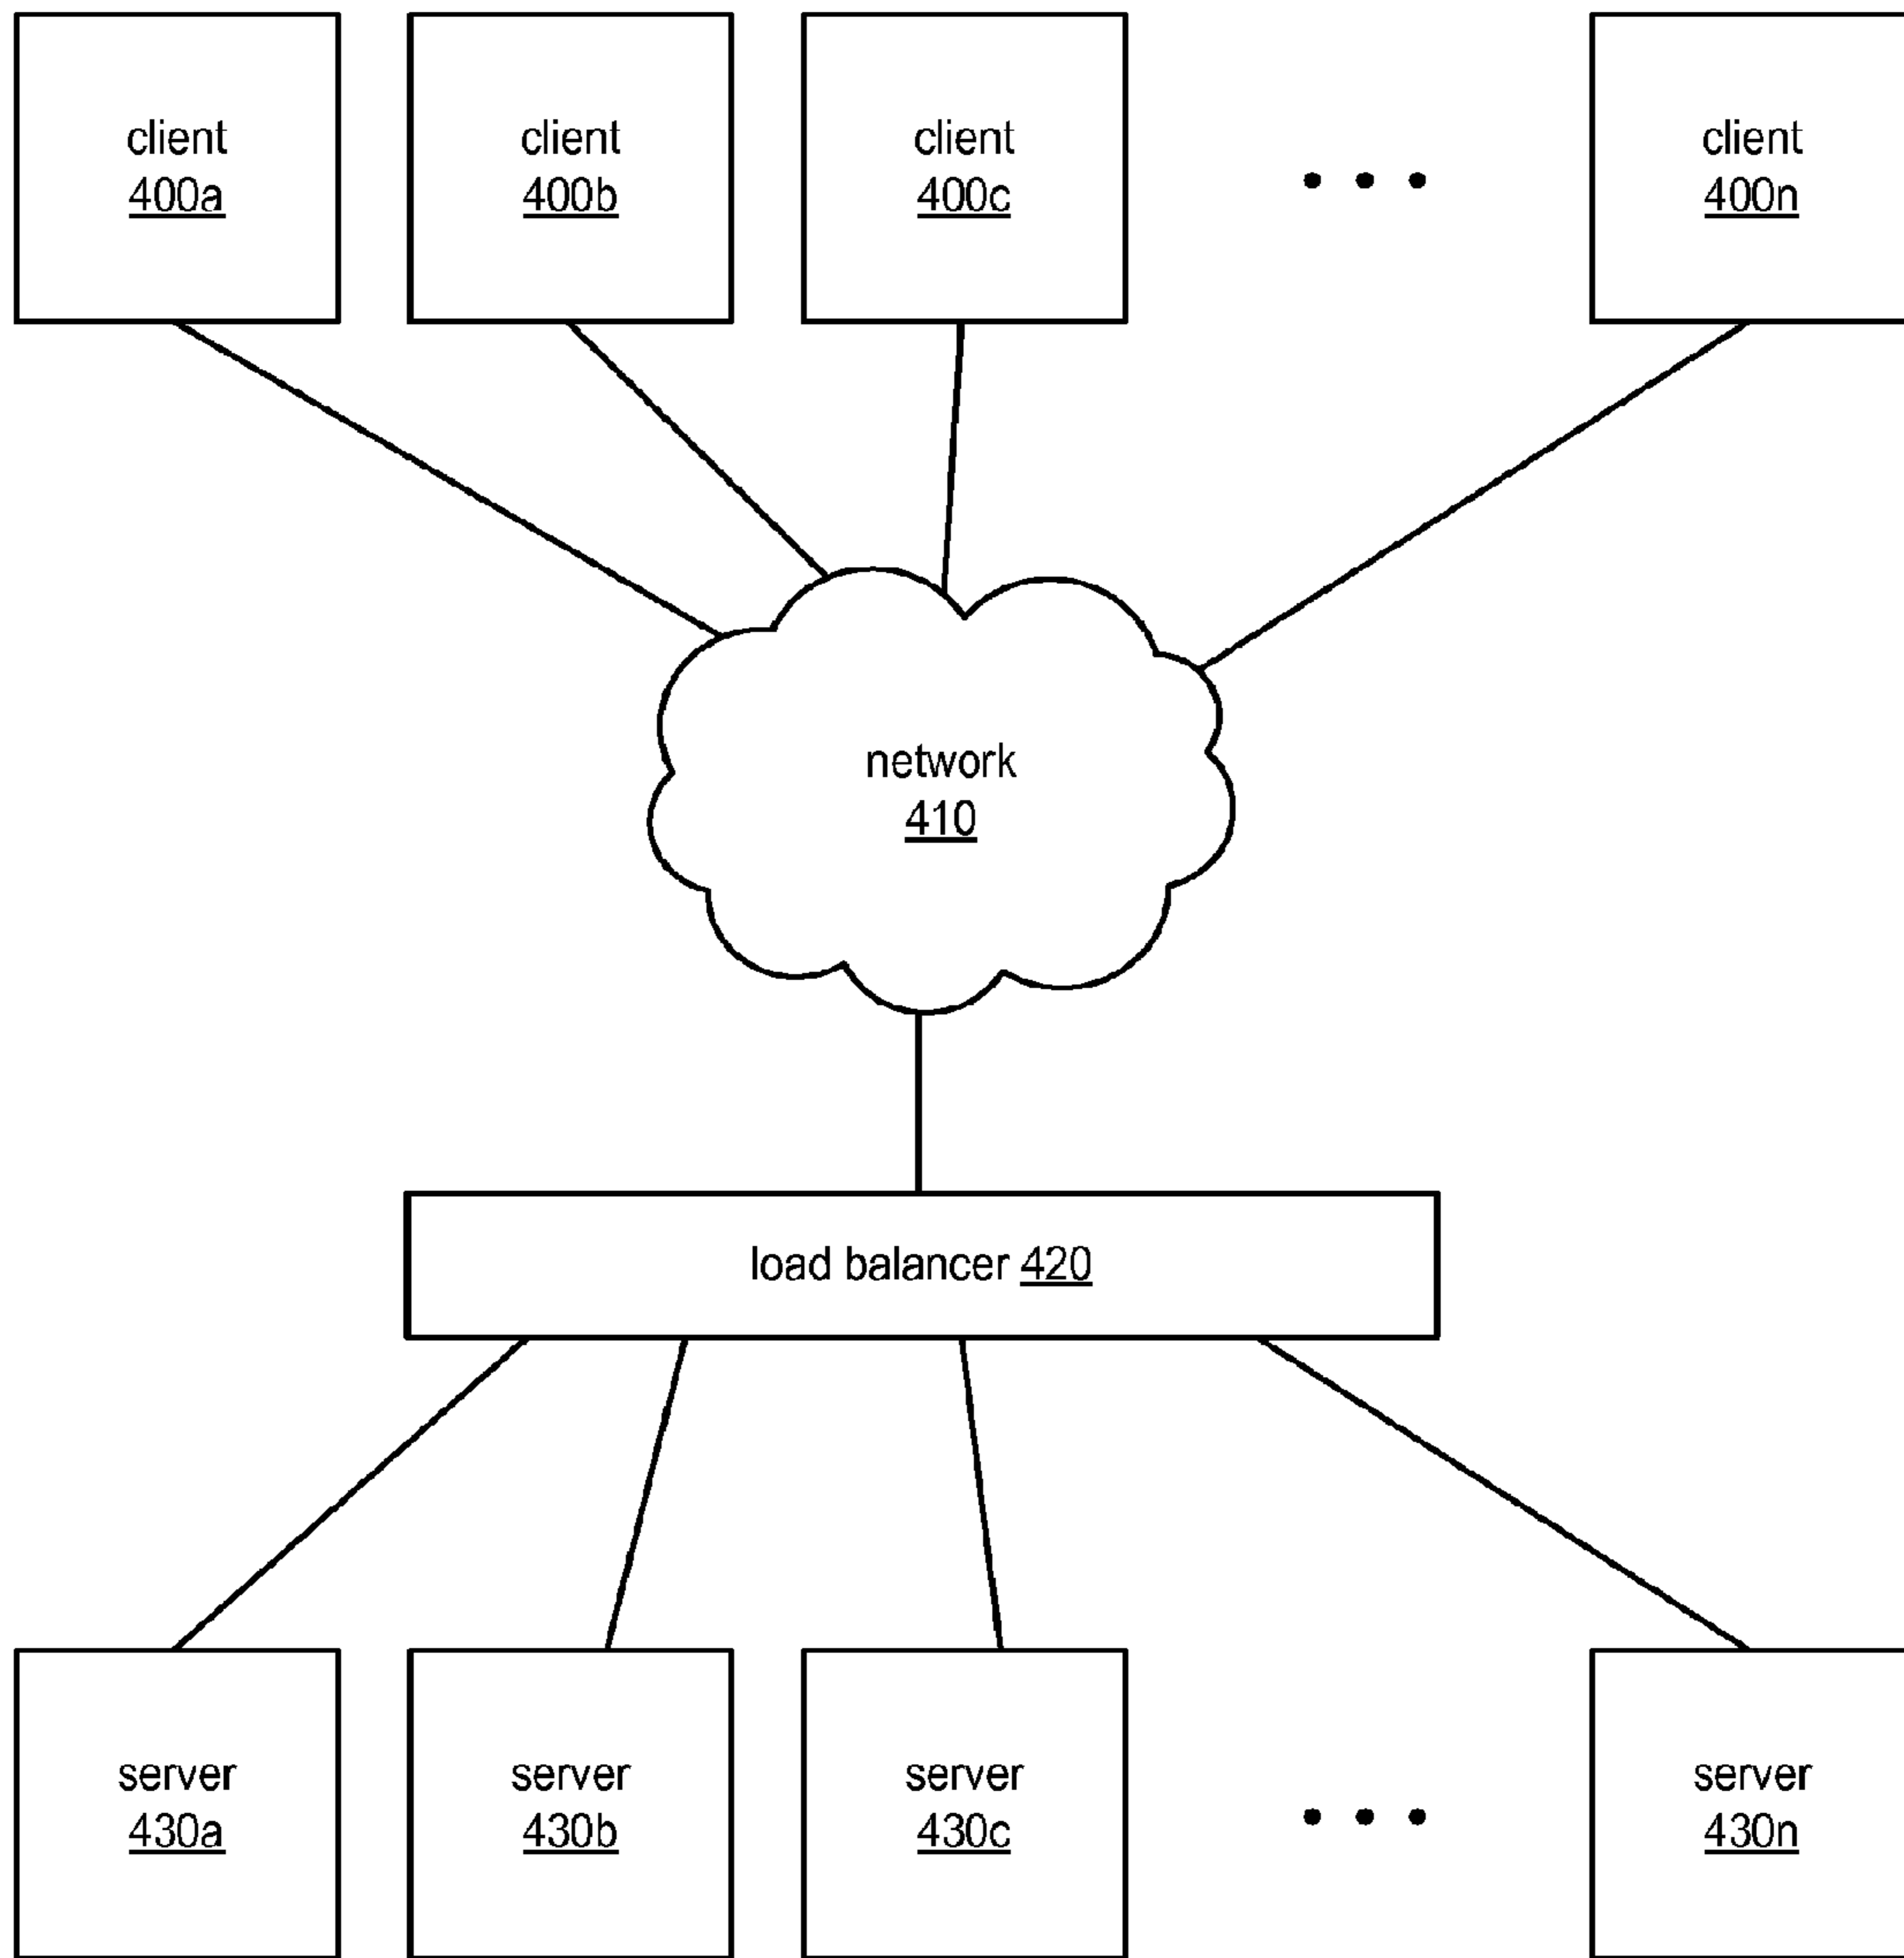 client
400a
client
400b
client
400c
client
400n
network
410
load balancer 420
server
430a
server
430b
server
430c
server
430n